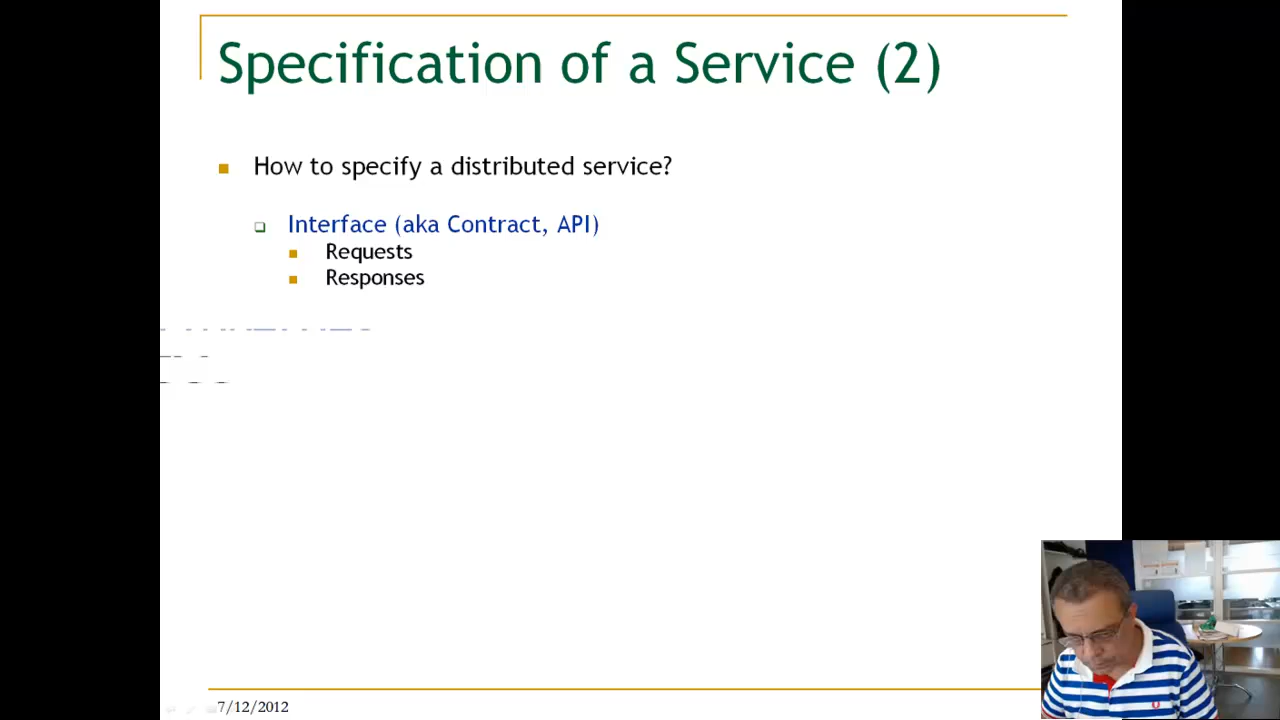 Specification of a Service (2)
How to specify a distributed service?
Interface (aka Contract, API)
Requests
Responses
7/12/2012